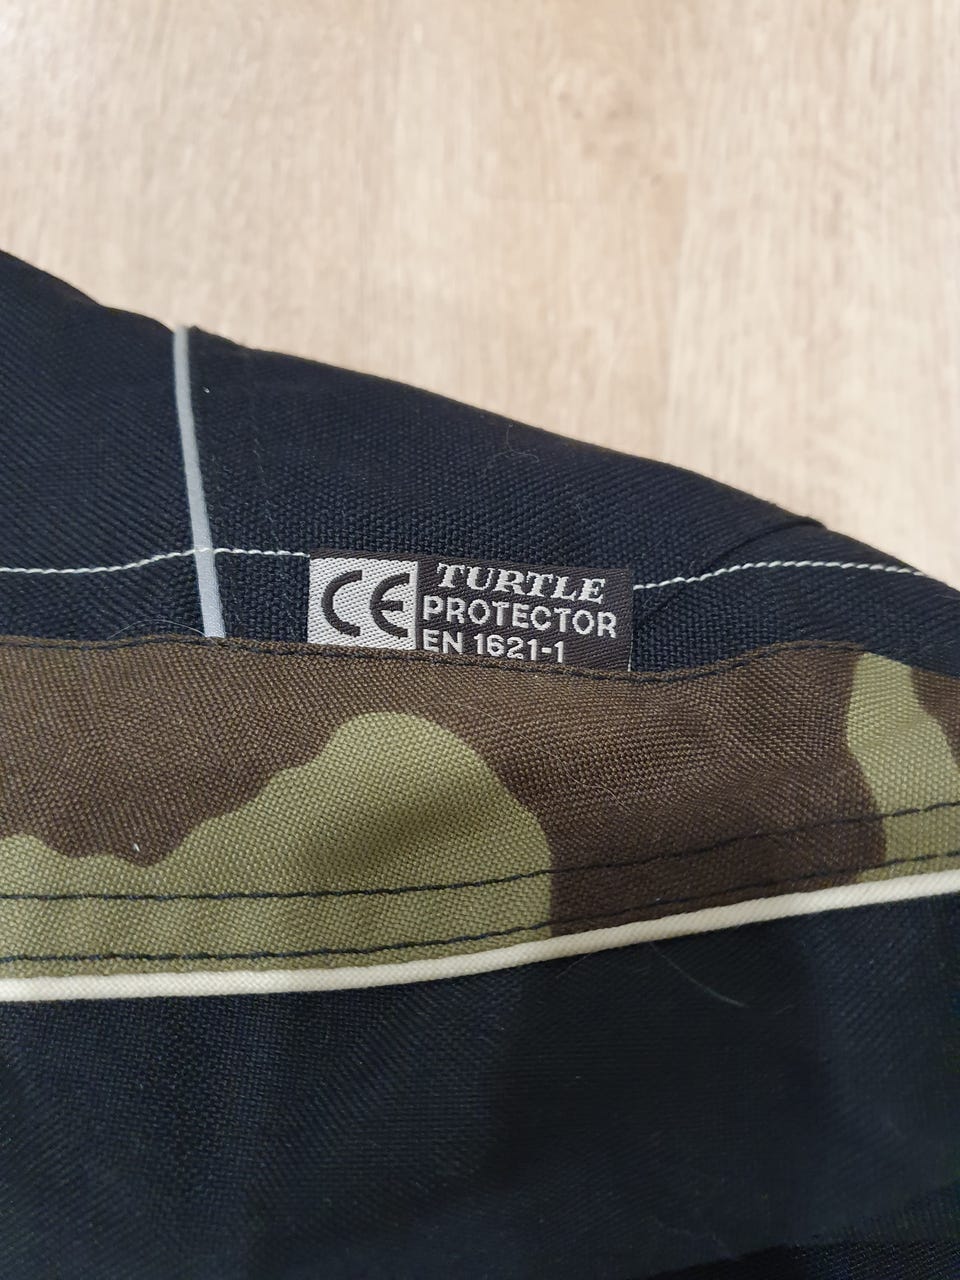 CE TURTLE
PROTECTOR
EN 1621-1